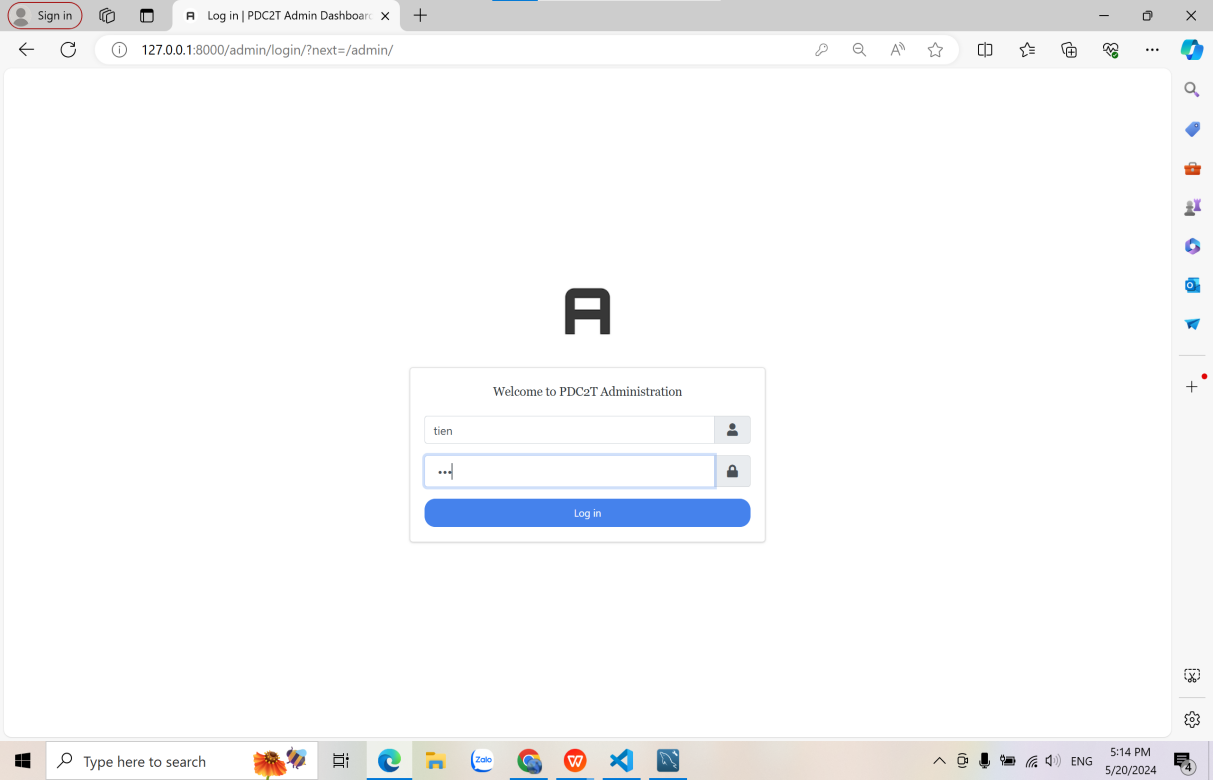 Sign in
Log in | PDC2T Admin Dashboard
127.0.0.1:8000/admin/login/?next=/admin/
A
Welcome to PDC2T Administration
tien
•••
Log in
Type here to search
Zalo
W
ENG
5:14 PM
5/20/2024
4